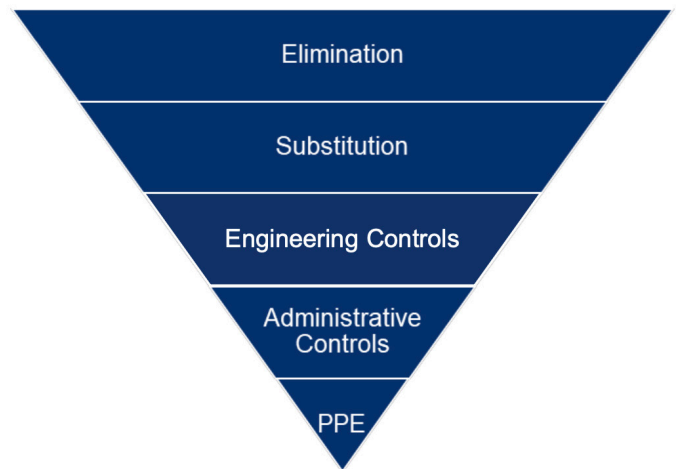 Elimination
Substitution
Engineering Controls
Administrative
Controls
PPE